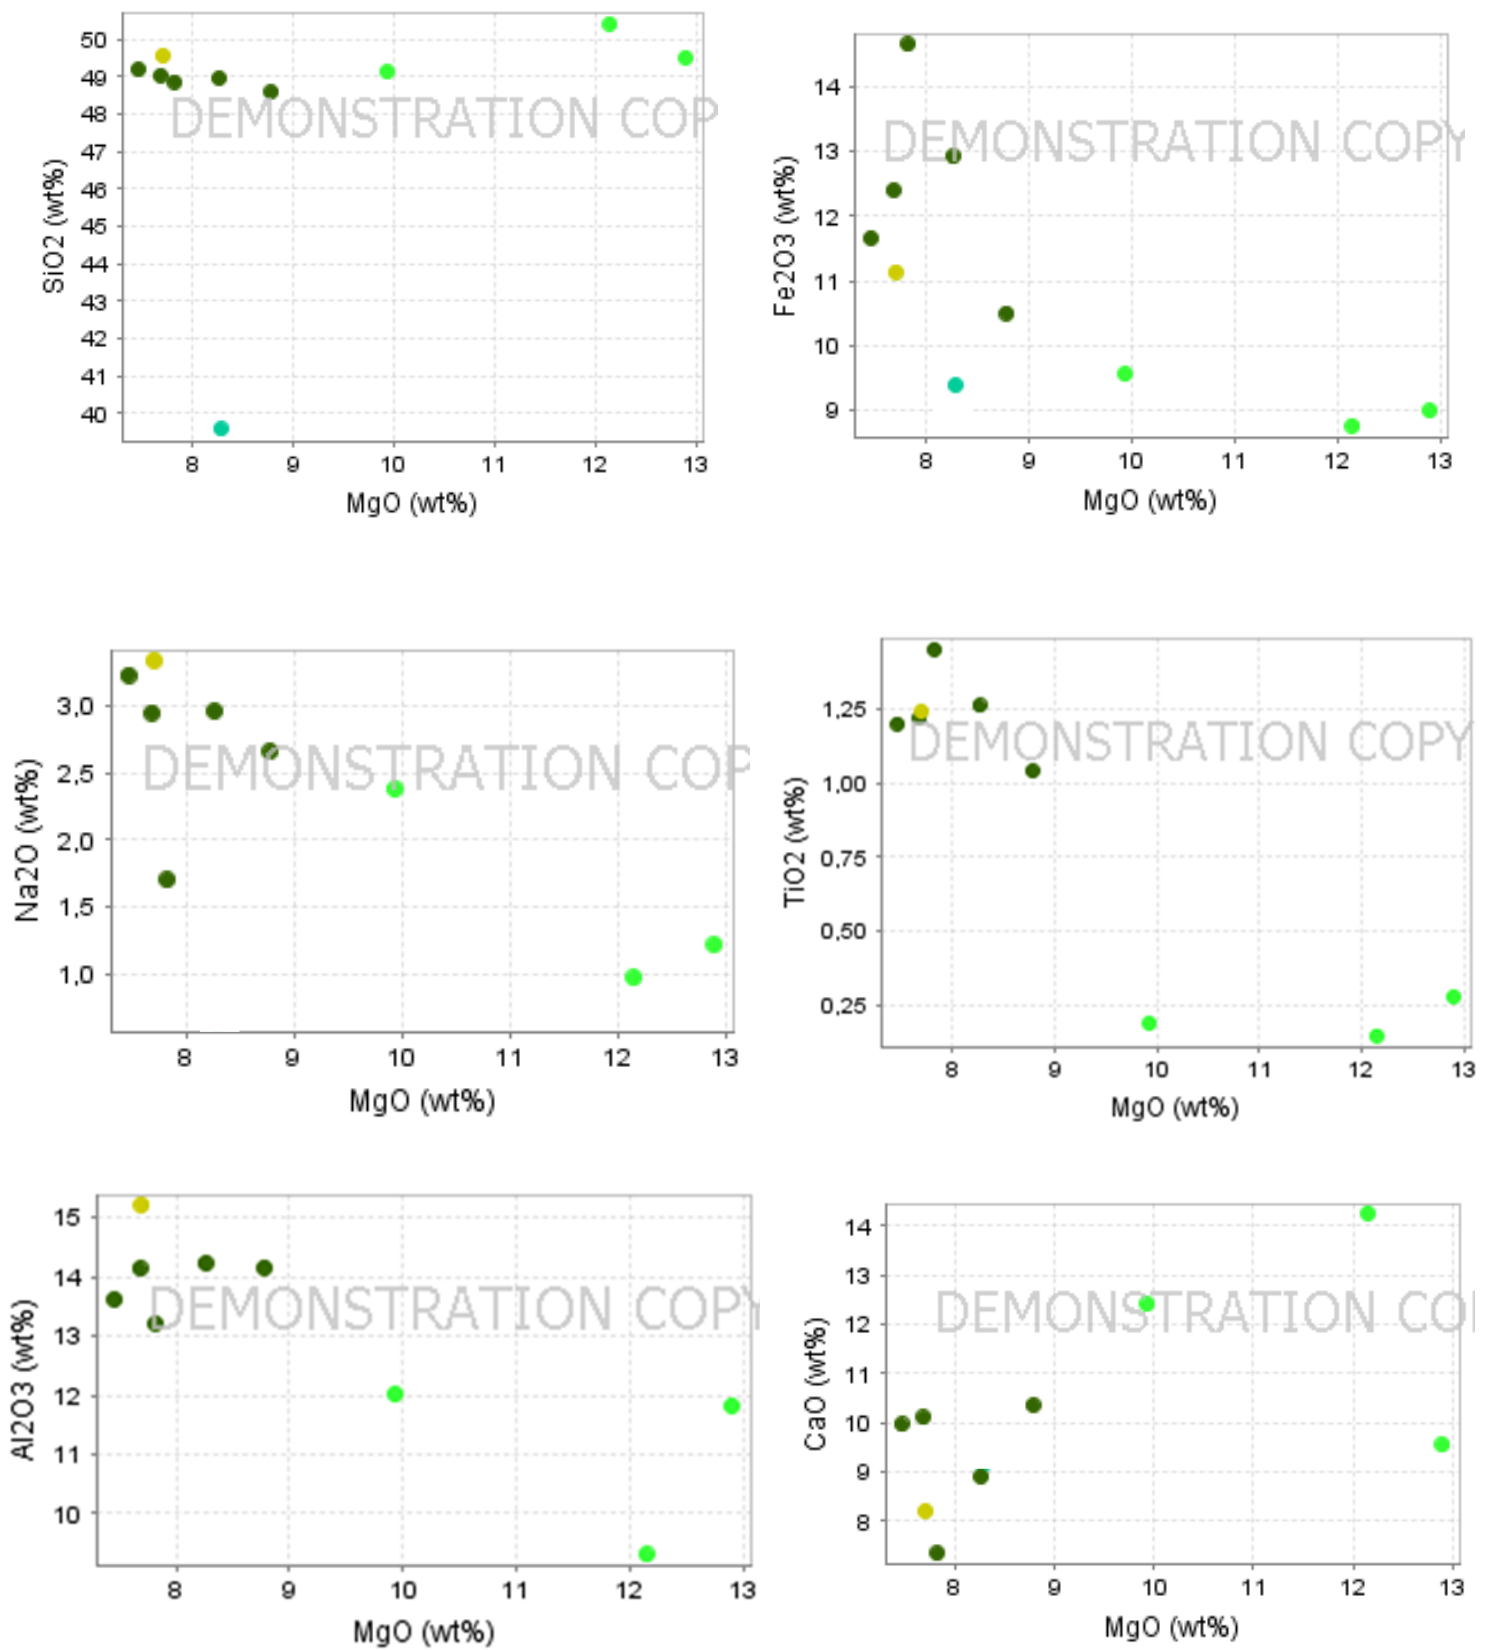 50
49
48
47
46
45
44
43
42
41
40
SiO2 (wt%)
DEMONSTRATION COP
8 9 10 11 12 13
MgO (wt%)
14
13
12
11
10
9
Fe2O3 (wt%)
DEMONSTRATION COPY
8 9 10 11 12 13
MgO (wt%)
3,0
2,5
2,0
1,5
1,0
Na2O (wt%)
DEMONSTRATION COP
8 9 10 11 12 13
MgO (wt%)
1,25
1,00
0,75
0,50
0,25
TiO2 (wt%)
DEMONSTRATION COPY
8 9 10 11 12 13
MgO (wt%)
15
14
13
12
11
10
Al2O3 (wt%)
DEMONSTRATION COPY
8 9 10 11 12 13
MgO (wt%)
14
13
12
11
10
9
8
CaO (wt%)
DEMONSTRATION CO
8 9 10 11 12 13
MgO (wt%)